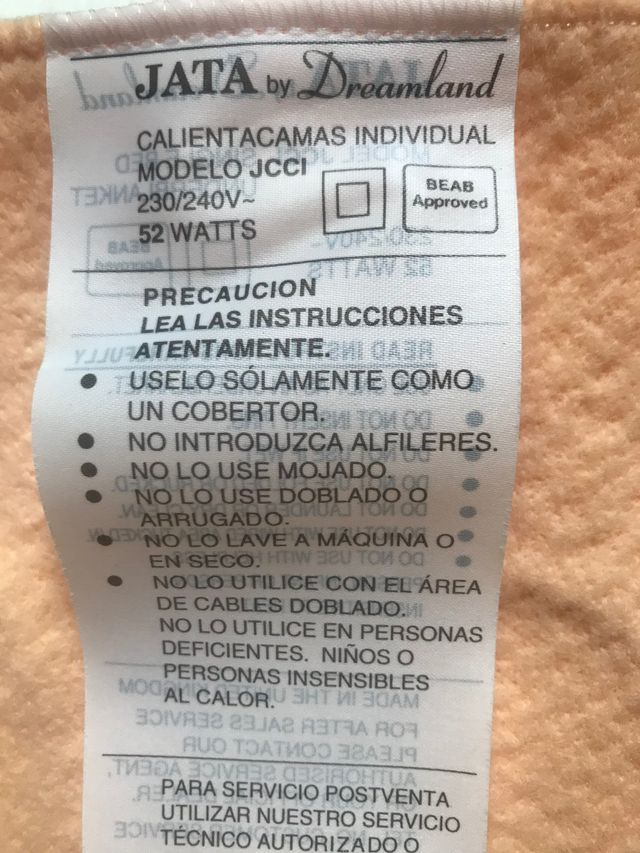 JATA by Dreamland
CALIENTACAMAS INDIVIDUAL
MODELO JCCI
230/240V~
52 WATTS
BEAB
Approved
PRECAUCION
LEA LAS INSTRUCCIONES
ATENTAMENTE.
● USELO SÓLAMENTE COMO
UN COBERTOR.
● NO INTRODUZCA ALFILERES.
● NO LO USE MOJADO.
● NO LO USE DOBLADO O
ARRUGADO.
● NO LO LAVE A MÁQUINA O
EN SECO.
● NO LO UTILICE CON EL ÁREA
DE CABLES DOBLADO.
NO LO UTILICE EN PERSONAS
DEFICIENTES. NIÑOS O
PERSONAS INSENSIBLES
AL CALOR.
PARA SERVICIO POSTVENTA
UTILIZAR NUESTRO SERVICIO
TECNICO AUTORIZADO O